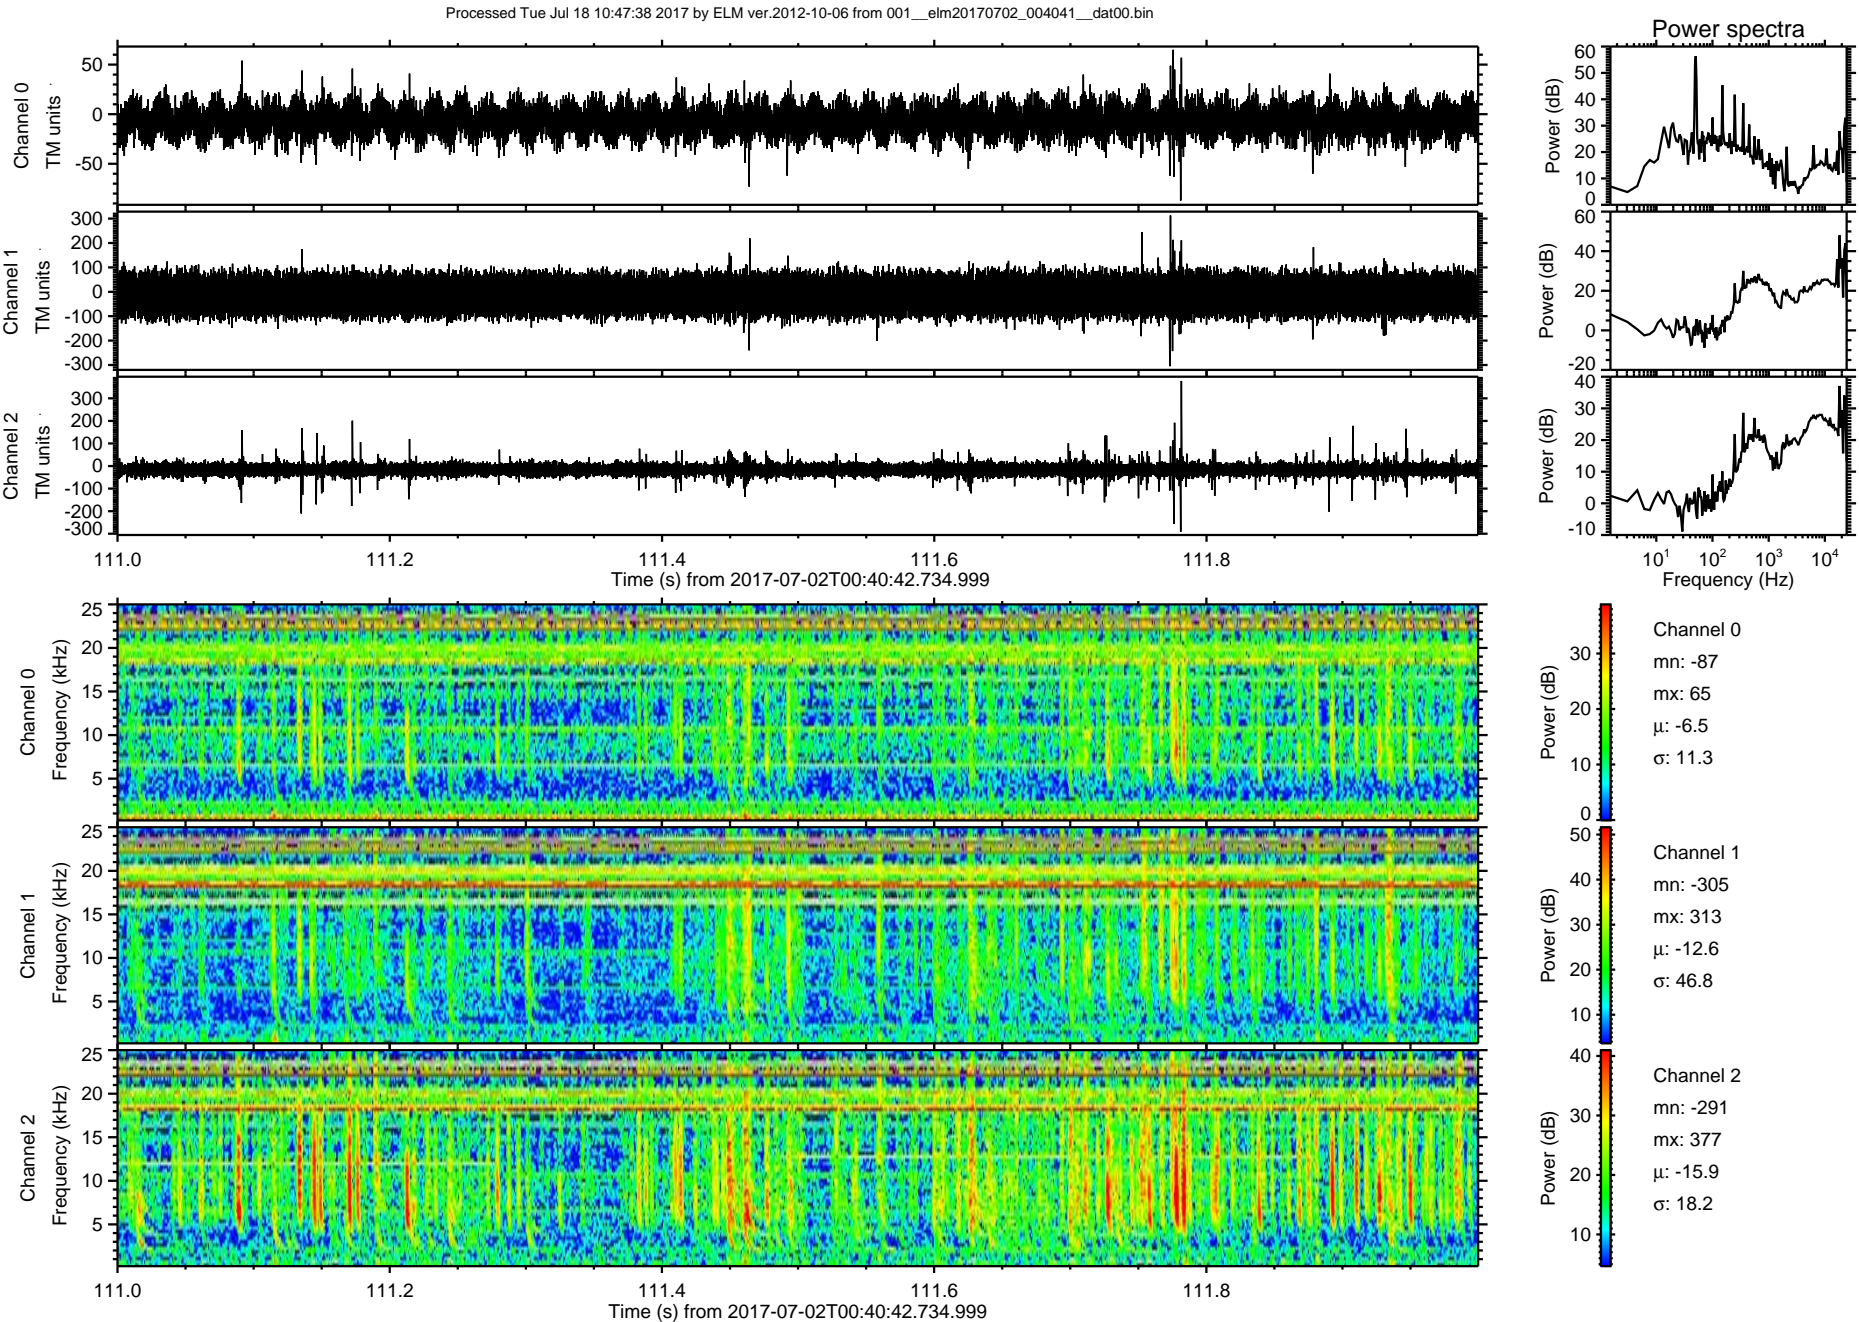 Processed Tue Jul 18 10:47:38 2017 by ELM ver.2012-10-06 from 001__elm20170702_004041__dat00.bin
Power spectra
Channel 0
TM units
50
0
-50
Power (dB)
60
50
40
30
20
10
0
Channel 1
TM units
300
200
100
0
-100
-200
-300
Power (dB)
60
40
20
0
-20
Channel 2
TM units
300
200
100
0
-100
-200
-300
Power (dB)
40
30
20
10
0
-10
111.0 111.2 111.4 111.6 111.8
Time (s) from 2017-07-02T00:40:42.734.999
10^1 10^2 10^3 10^4
Frequency (Hz)
Channel 0
Frequency (kHz)
25
20
15
10
5
Power (dB)
30
20
10
0
Channel 0
mn: -87
mx: 65
μ: -6.5
σ: 11.3
Channel 1
Frequency (kHz)
25
20
15
10
5
Power (dB)
50
40
30
20
10
Channel 1
mn: -305
mx: 313
μ: -12.6
σ: 46.8
Channel 2
Frequency (kHz)
25
20
15
10
5
Power (dB)
40
30
20
10
Channel 2
mn: -291
mx: 377
μ: -15.9
σ: 18.2
111.0 111.2 111.4 111.6 111.8
Time (s) from 2017-07-02T00:40:42.734.999